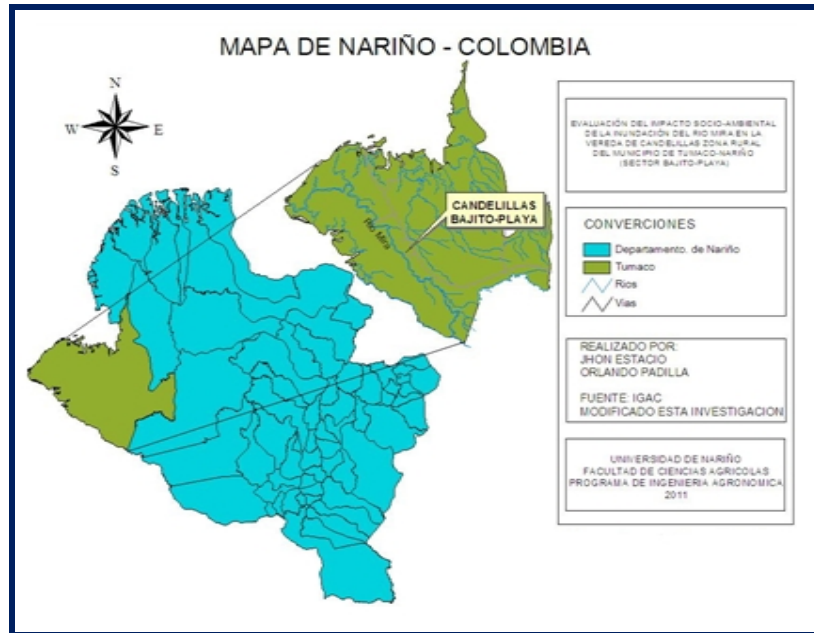 MAPA DE NARIÑO - COLOMBIA
N
W
E
S
CANDELILLAS
BAJITO-PLAYA
Rio Mira
EVALUACIÓN DEL IMPACTO SOCIO-AMBIENTAL
DE LA INUNDACIÓN DEL RIO MIRA EN LA
VEREDA DE CANDELILLAS ZONA RURAL
DEL MUNICIPIO DE TUMACO-NARIÑO
(SECTOR BAJITO-PLAYA)
CONVERCIONES
Departamento. de Nariño
Tumaco
Rios
Vias
REALIZADO POR:
JHON ESTACIO
ORLANDO PADILLA
FUENTE: IGAC
MODIFICADO ESTA INVESTIGACION
UNIVERSIDAD DE NARIÑO
FACULTAD DE CIENCIAS AGRICOLAS
PROGRAMA DE INGENIERIA AGRONOMICA
2011